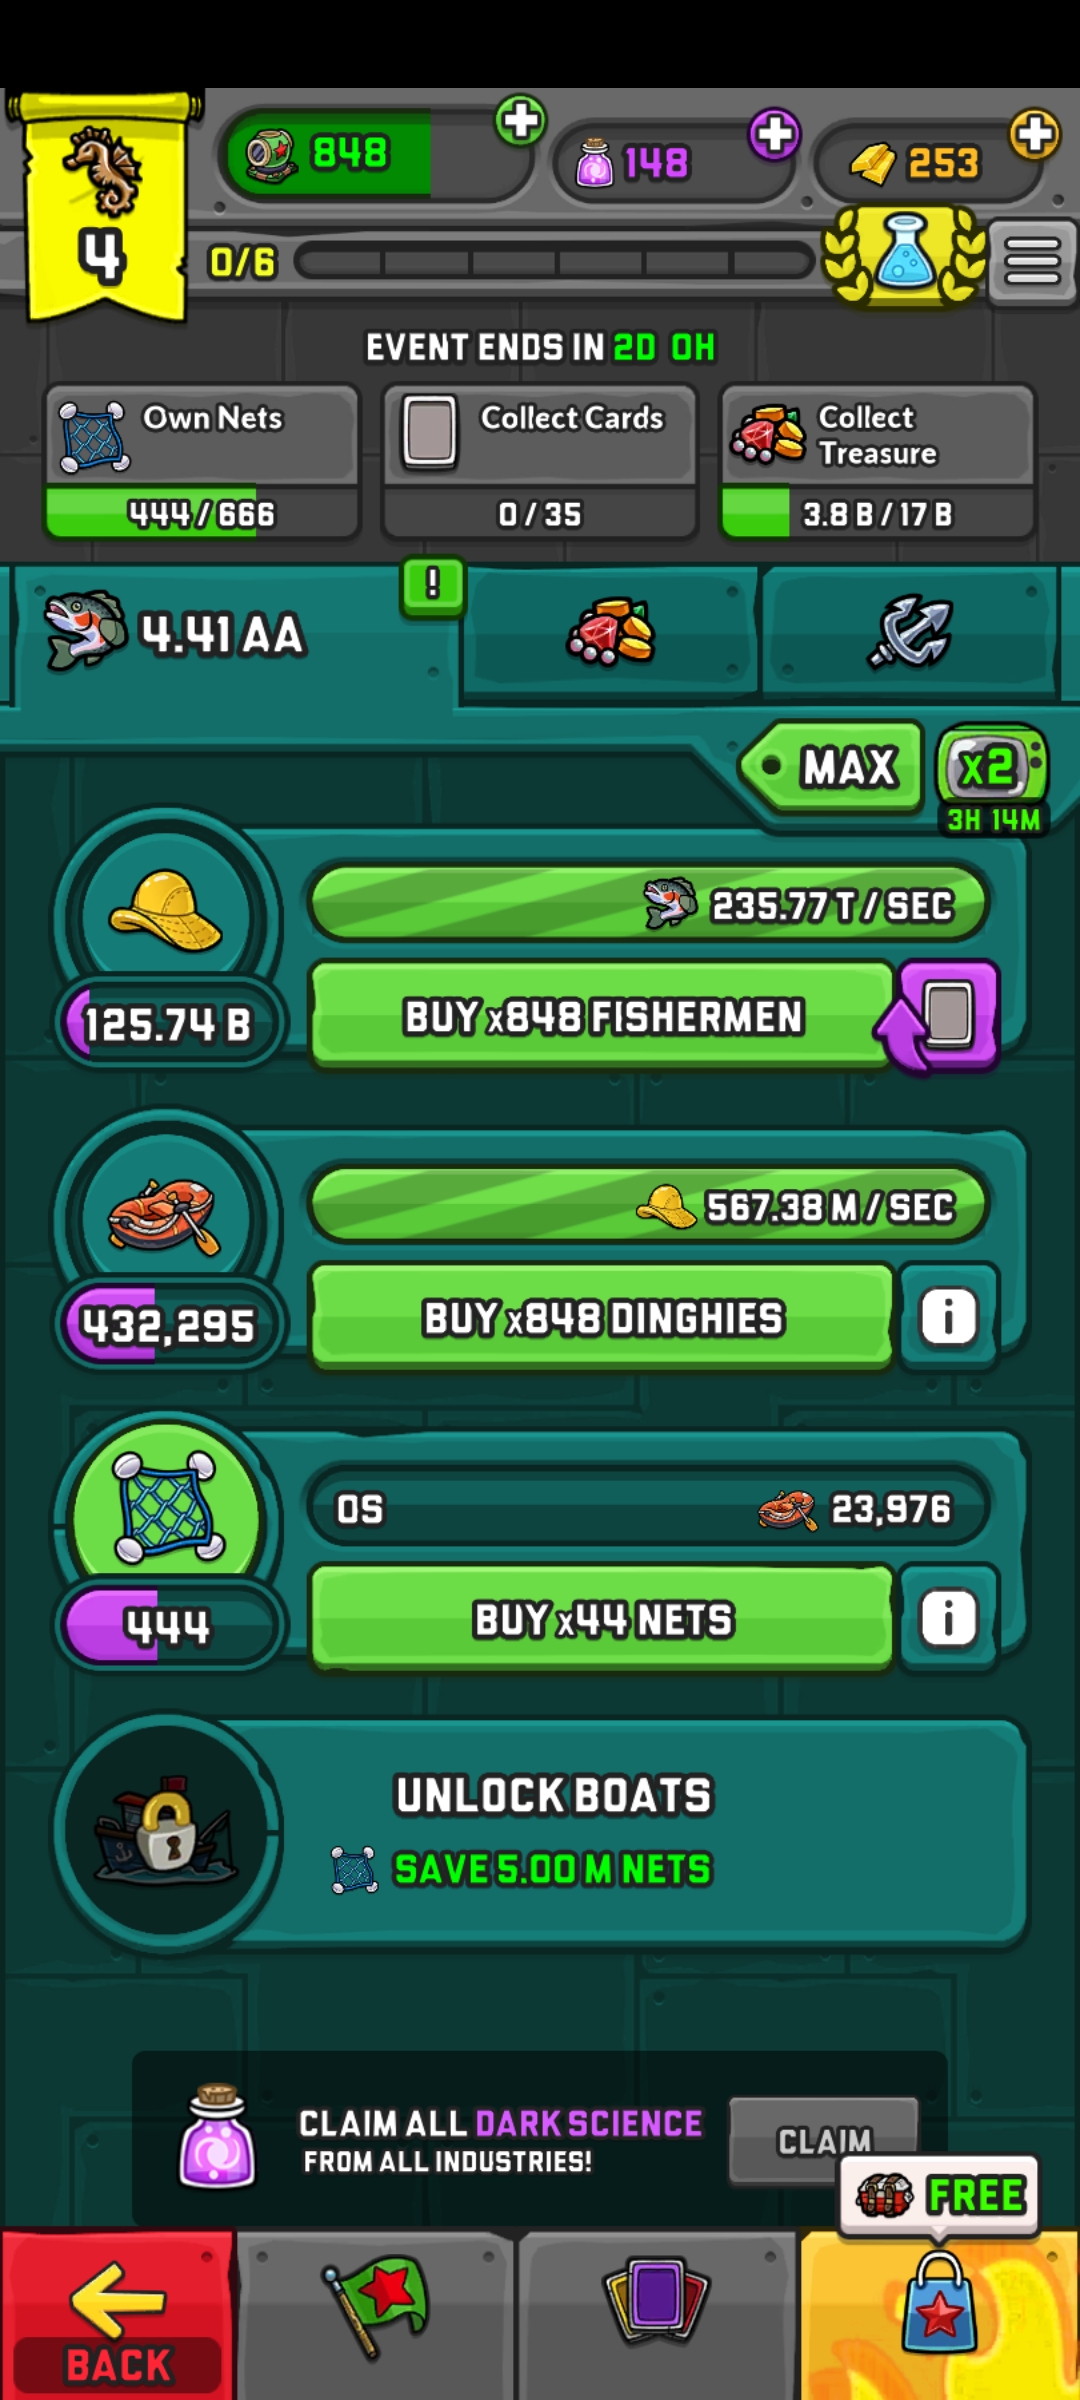 848
148
253
4
0/6
EVENT ENDS IN 2D 0H
Own Nets
444/666
Collect Cards
0/35
Collect
Treasure
3.8 B/17 B
!
4.41 AA
MAX
x2
3H 14M
235.77 T/SEC
125.74 B
BUY x848 FISHERMEN
567.38 M/SEC
432,295
BUY x848 DINGHIES
i
0S
23,976
444
BUY x44 NETS
i
UNLOCK BOATS
SAVE 5.00 M NETS
CLAIM ALL DARK SCIENCE
FROM ALL INDUSTRIES!
CLAIM
FREE
BACK